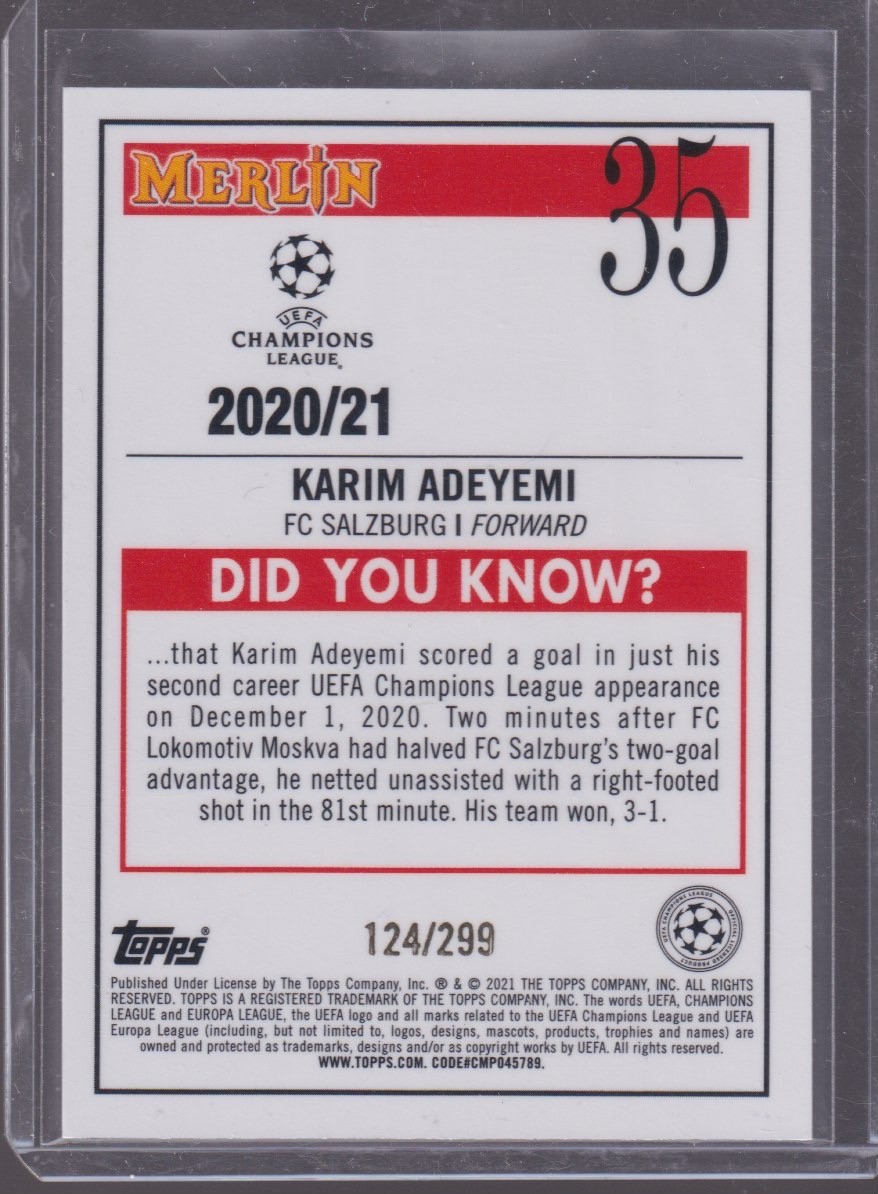 MERLIN
35
UEFA
CHAMPIONS
LEAGUE®
2020/21
KARIM ADEYEMI
FC SALZBURG | FORWARD
DID YOU KNOW?
...that Karim Adeyemi scored a goal in just his
second career UEFA Champions League appearance
on December 1, 2020. Two minutes after FC
Lokomotiv Moskva had halved FC Salzburg's two-goal
advantage, he netted unassisted with a right-footed
shot in the 81st minute. His team won, 3-1.
topps®
124/299
UEFA CHAMPIONS LEAGUE OFFICIAL LICENSED PRODUCT
Published Under License by The Topps Company, Inc. ® & © 2021 THE TOPPS COMPANY, INC. ALL RIGHTS
RESERVED. TOPPS IS A REGISTERED TRADEMARK OF THE TOPPS COMPANY, INC. The words UEFA, CHAMPIONS
LEAGUE and EUROPA LEAGUE, the UEFA logo and all marks related to the UEFA Champions League and UEFA
Europa League (including, but not limited to, logos, designs, mascots, products, trophies and names) are
owned and protected as trademarks, designs and/or as copyright works by UEFA. All rights reserved.
WWW.TOPPS.COM. CODE#CMP045789.